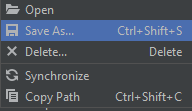 Open
Save As... Ctrl+Shift+S
Delete... Delete
Synchronize
Copy Path Ctrl+Shift+C